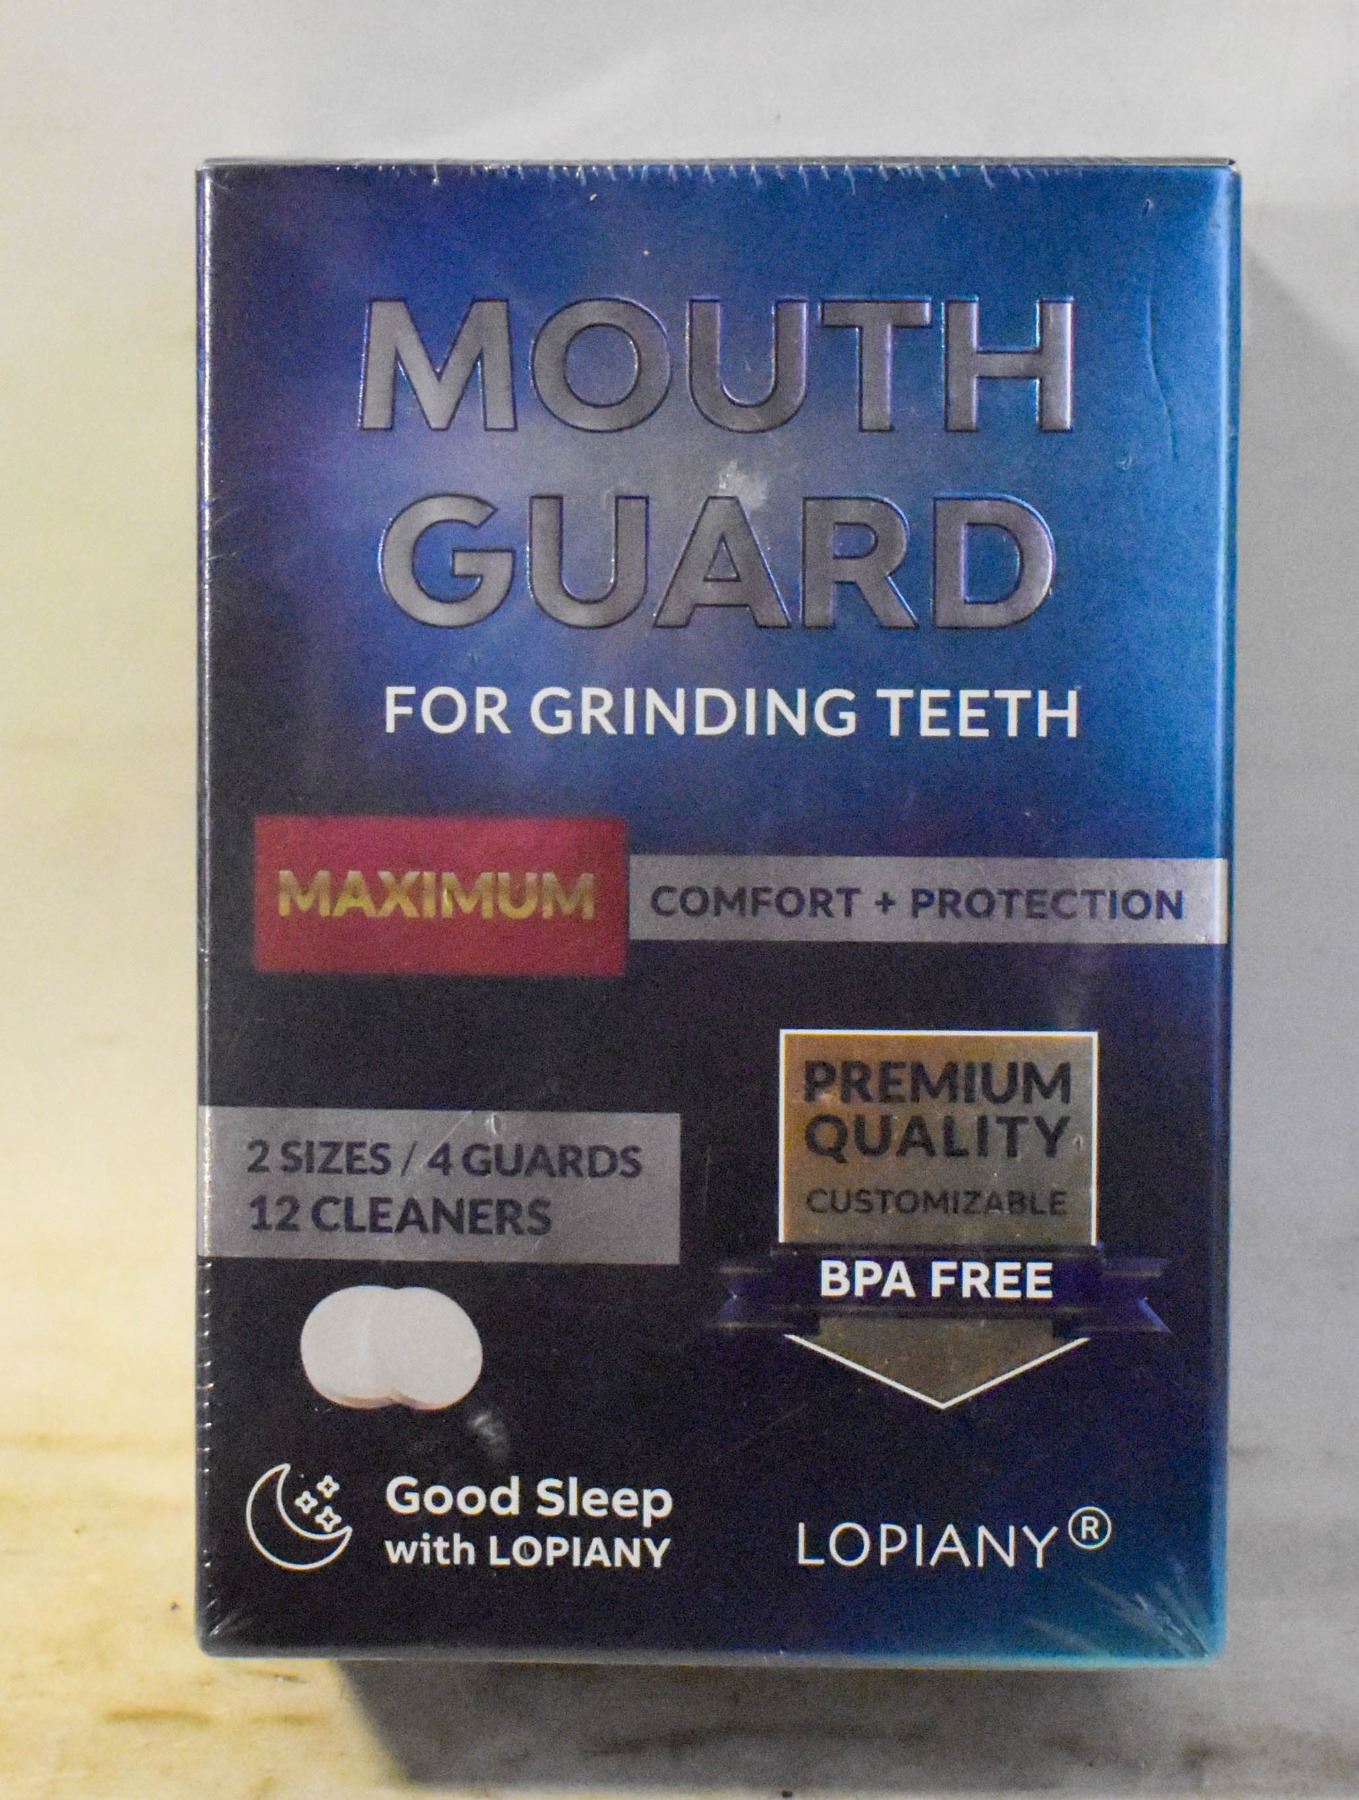 MOUTH
GUARD
FOR GRINDING TEETH
MAXIMUM
COMFORT + PROTECTION
PREMIUM
QUALITY
CUSTOMIZABLE
BPA FREE
2 SIZES / 4 GUARDS
12 CLEANERS
Good Sleep
with LOPIANY
LOPIANY®